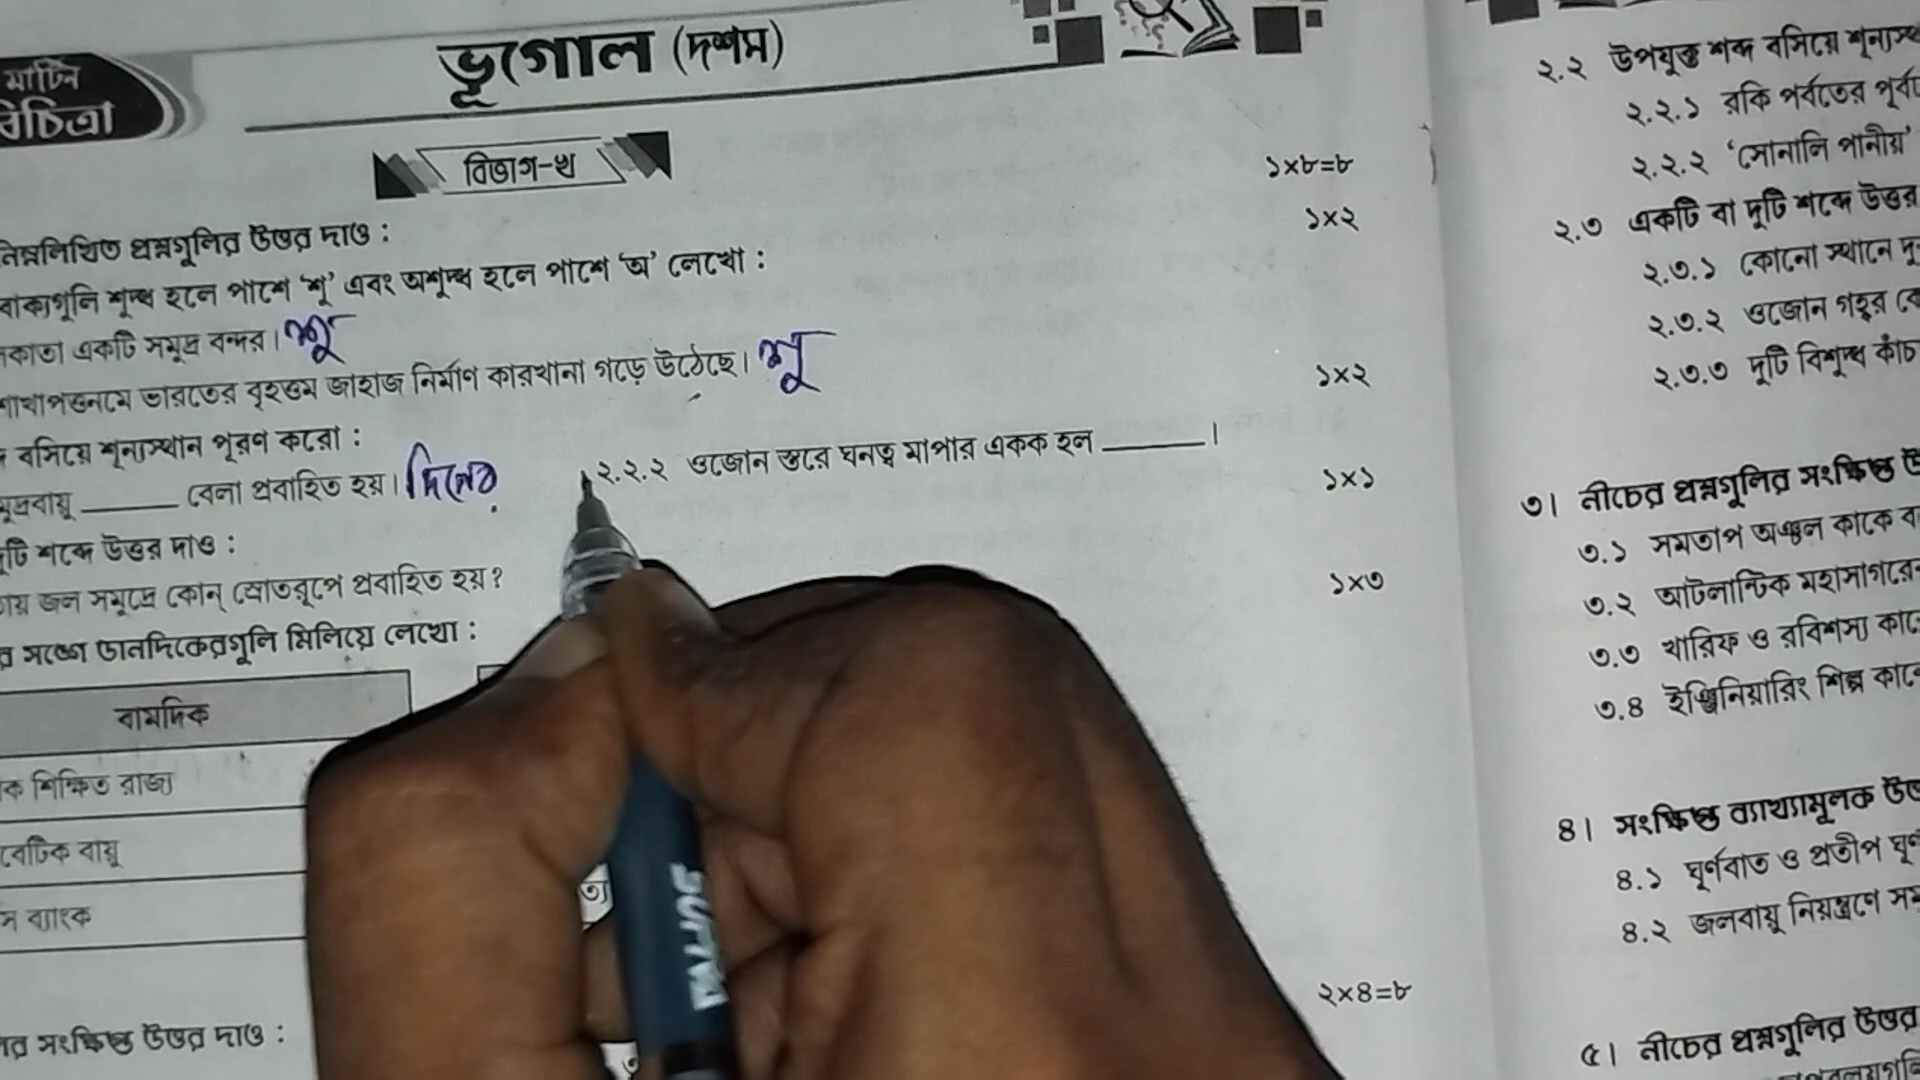 মার্টিন
বিচিত্রা
ভূগোল (দশম)
বিভাগ-খ
১×৮=৮
নিম্নলিখিত প্রশ্নগুলির উত্তর দাও :
১×২
বাক্যগুলি শুদ্ধ হলে পাশে 'শু' এবং অশুদ্ধ হলে পাশে 'অ' লেখো :
কাতা একটি সমুদ্র বন্দর। শু
শাখাপত্তনমে ভারতের বৃহত্তম জাহাজ নির্মাণ কারখানা গড়ে উঠেছে। শু
বসিয়ে শূন্যস্থান পূরণ করো :
১×২
বেলা প্রবাহিত হয়। দিনের
২.২.২ ওজোন স্তরে ঘনত্ব মাপার একক হল ______।
শব্দে উত্তর দাও :
১×১
জল সমুদ্রে কোন্ স্রোতরূপে প্রবাহিত হয়?
সঙ্গে ডানদিকেরগুলি মিলিয়ে লেখো :
১×৩
বামদিক
শিক্ষিত রাজ্য
বায়ু
ব্যাংক
সংক্ষিপ্ত উত্তর দাও :
২×৪=৮
২.২ উপযুক্ত শব্দ বসিয়ে
২.২.১ রকি পর্বতের
২.২.২ 'সোনালি পানীয়'
২.৩ একটি বা দুটি শব্দে উত্তর
২.৩.১ কোনো স্থানে
২.৩.২ ওজোন গহ্বর
২.৩.৩ দুটি বিশুদ্ধ
৩। নীচের প্রশ্নগুলির সংক্ষিপ্ত
৩.১ সমতাপ অঞ্চল কাকে
৩.২ আটলান্টিক মহাসাগরের
৩.৩ খারিফ ও রবিশস্য
৩.৪ ইঞ্জিনিয়ারিং শিল্প
৪। সংক্ষিপ্ত ব্যাখ্যামূলক
৪.১ ঘূর্ণবাত ও প্রতীপ
৪.২ জলবায়ু নিয়ন্ত্রণে
৫। নীচের প্রশ্নগুলির উত্তর